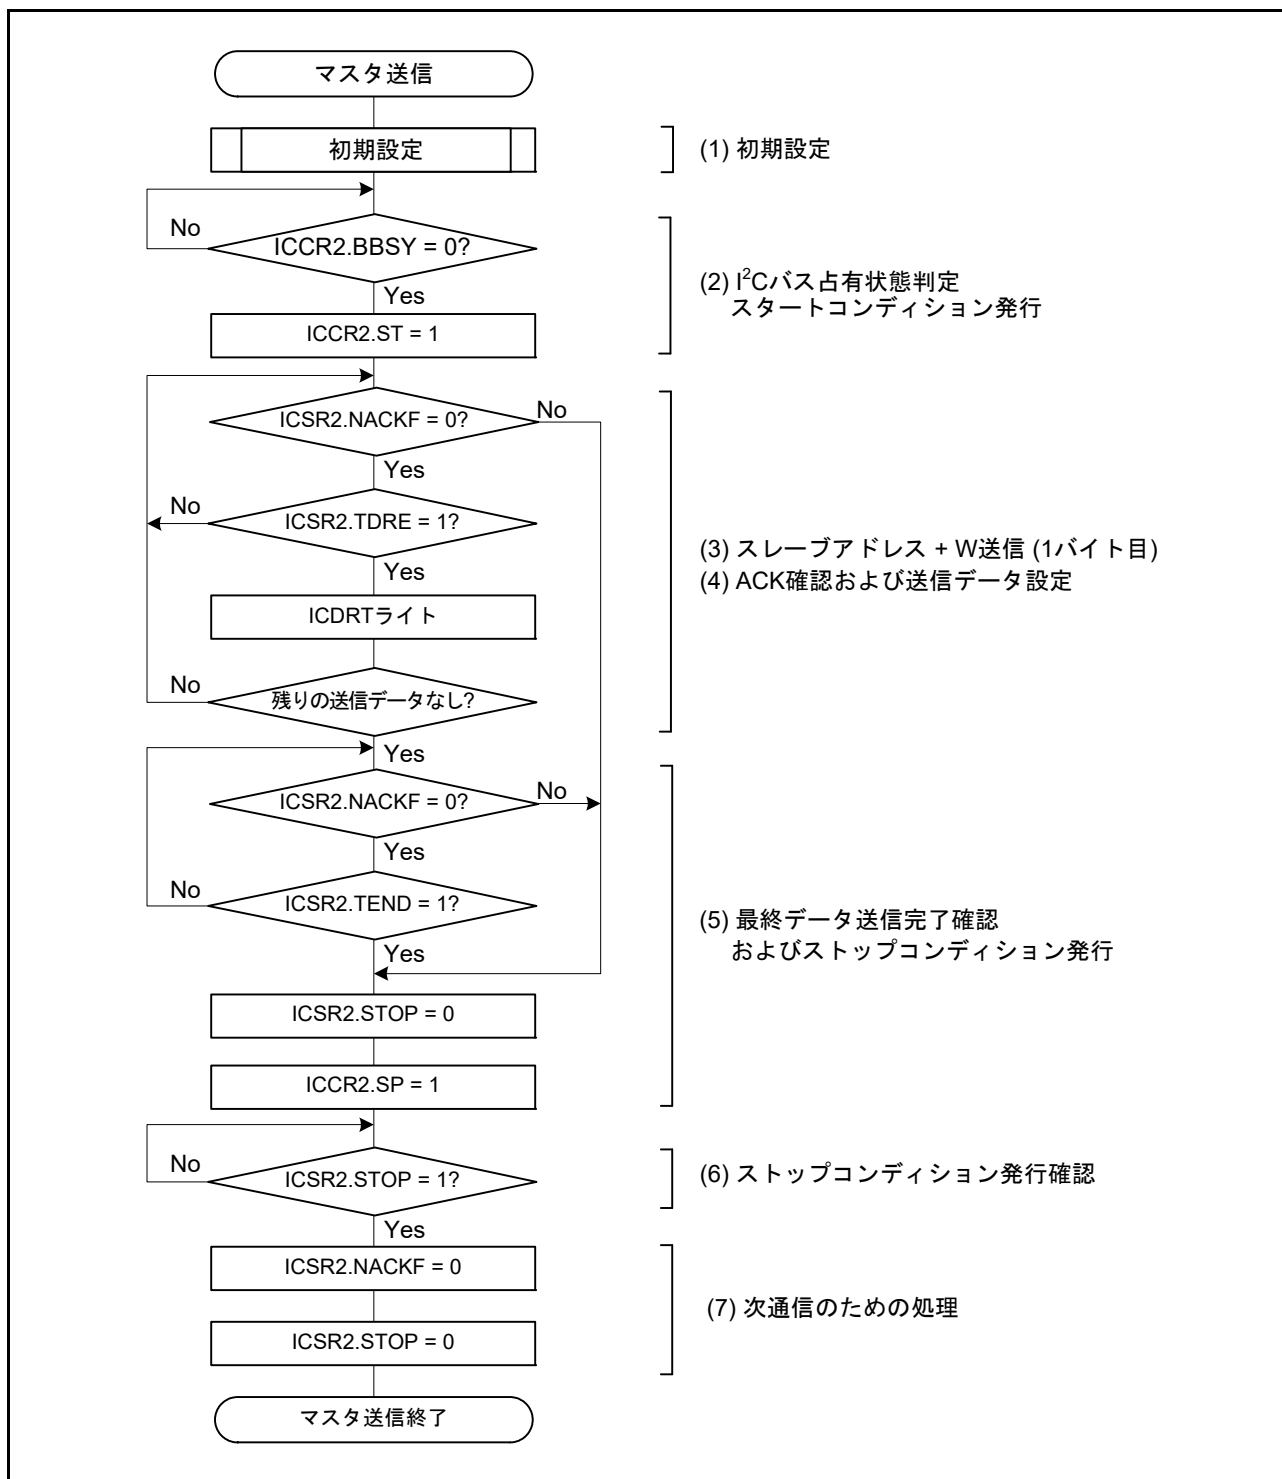 マスタ送信
初期設定
(1) 初期設定
No
ICCR2.BBSY = 0?
Yes
(2) I²Cバス占有状態判定
スタートコンディション発行
ICCR2.ST = 1
ICSR2.NACKF = 0?
No
Yes
No
ICSR2.TDRE = 1?
Yes
(3) スレーブアドレス + W送信 (1バイト目)
(4) ACK確認および送信データ設定
ICDRTライト
No
残りの送信データなし?
Yes
ICSR2.NACKF = 0?
No
Yes
No
ICSR2.TEND = 1?
Yes
(5) 最終データ送信完了確認
およびストップコンディション発行
ICSR2.STOP = 0
ICCR2.SP = 1
No
ICSR2.STOP = 1?
(6) ストップコンディション発行確認
Yes
ICSR2.NACKF = 0
(7) 次通信のための処理
ICSR2.STOP = 0
マスタ送信終了